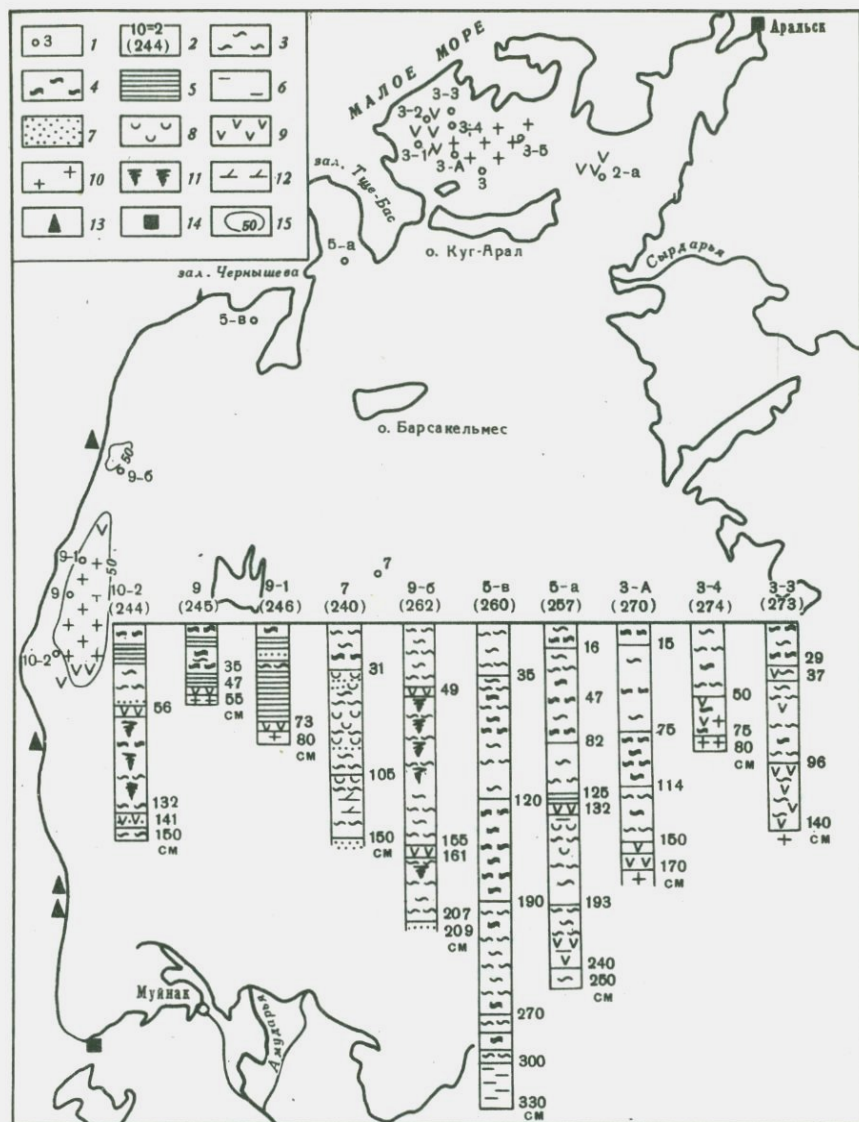 3 1
10=2 (244) 2
3
4
5
6
7
8
9
10
11
12
13
14
50 15
Аральск
МАЛОЕ МОРЕ
3-3
3-2
3-4
3-1
3-А
3-Б
3
2-а
зал. Тще-Бас
о. Куг-Арал
Сырдарья
5-а
зал. Чернышева
5-в
о. Барсакельмес
50
9-б
9-1
50
9
10-2
7
10-2 (244)
56
132
141
150
см
9 (245)
35
47
55
см
9-1 (246)
73
80
см
7 (240)
31
105
150
см
9-б (262)
49
155
161
207
209
см
5-в (260)
35
120
190
270
300
330
см
5-а (257)
16
47
82
125
132
193
240
250
см
3-А (270)
15
75
114
150
170
см
3-4 (274)
50
75
80
см
3-3 (273)
29
37
96
140
см
Муйнак
Амударья